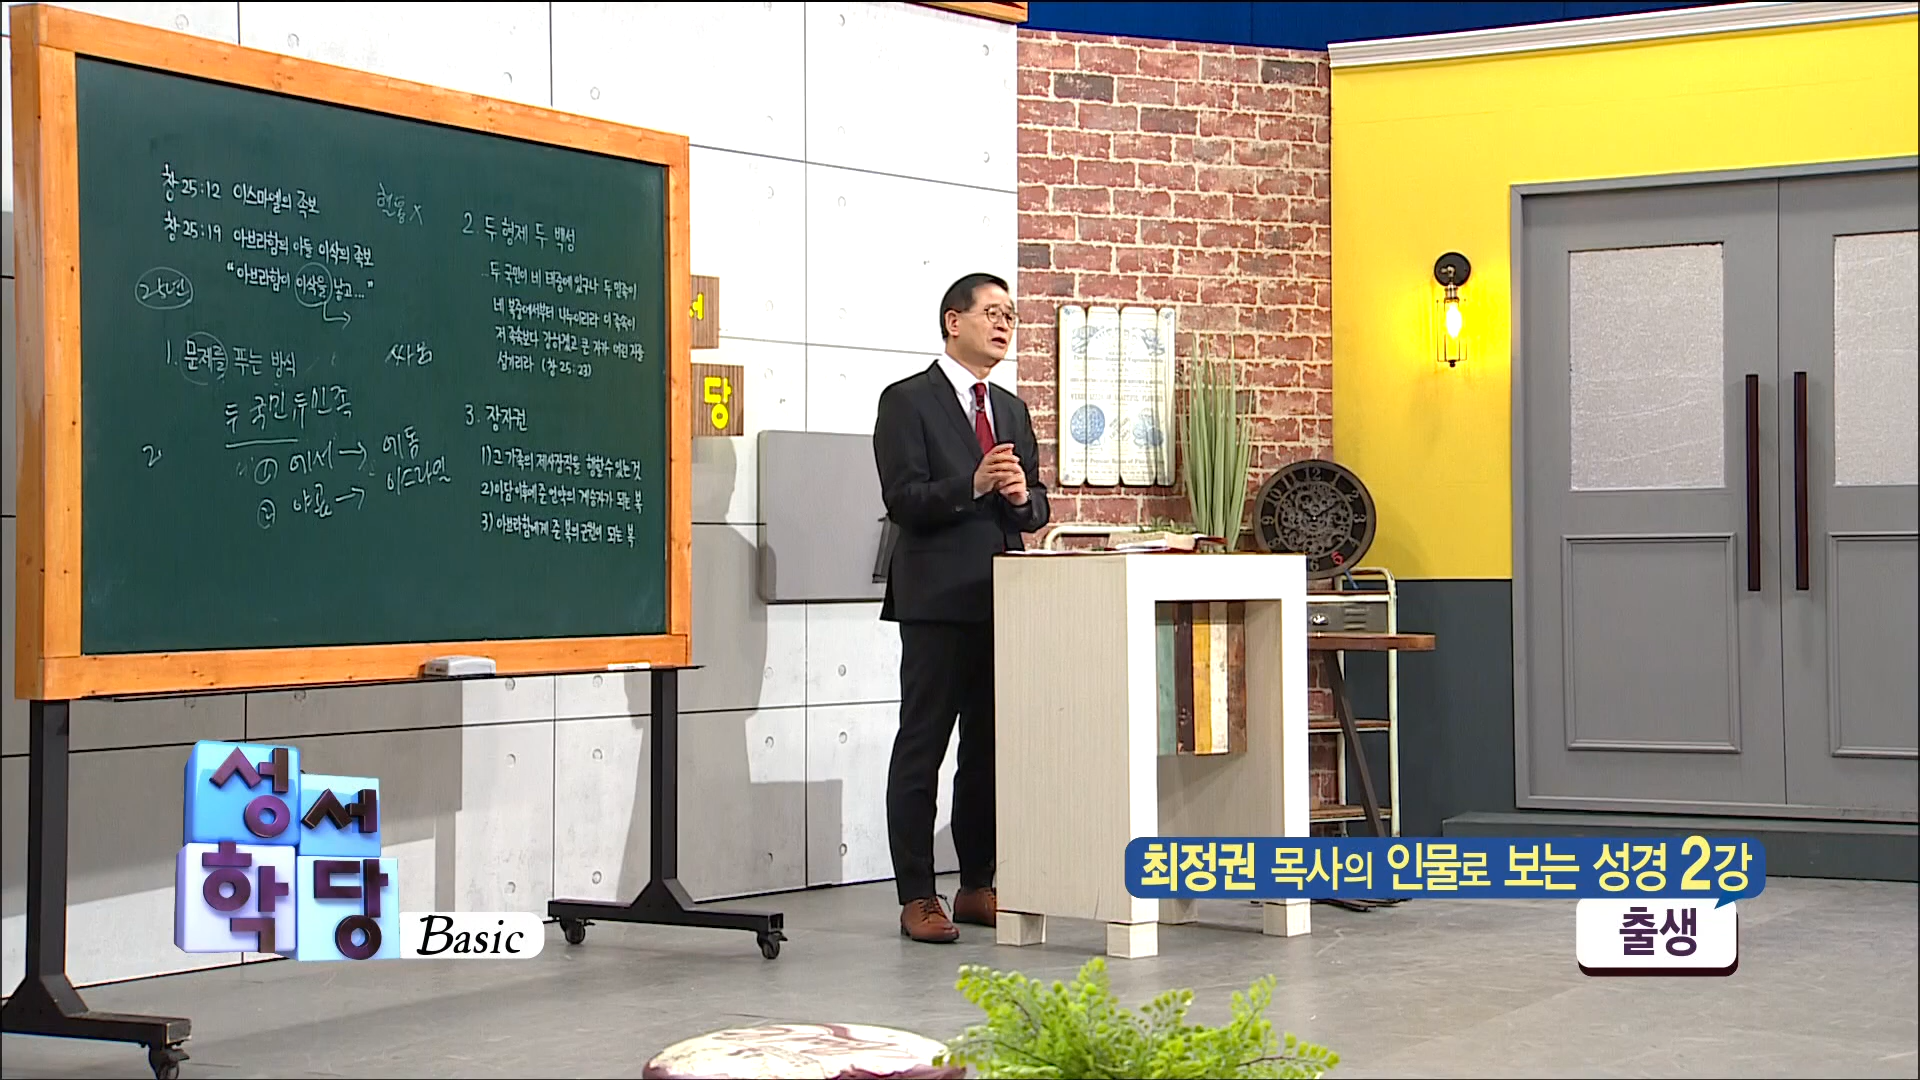 창 25:12 이스마엘의 족보
혈통 X
창 25:19 아브라함의 아들 이삭의 족보
"아브라함이 이삭을 낳고..."
25년
1. 문제를 푸는 방식
두 국민 두 민족
2
① 에서 → 에돔
② 야곱 → 이스라엘
2. 두 형제 두 백성
두 국민이 네 태중에 있구나 두 민족이
네 복중에서부터 나누이리라 이 족속이
저 족속보다 강하겠고 큰 자가 어린 자를
섬기리라 (창 25:23)
3. 장자권
1) 그 가족의 제사장직을 행할 수 있는 것
2) 아담 이후에 준 언약의 계승자가 되는 복
3) 아브라함에게 준 복의 근원이 되는 복
서
당
성서
학당
Basic
최정권 목사의 인물로 보는 성경 2강
출생